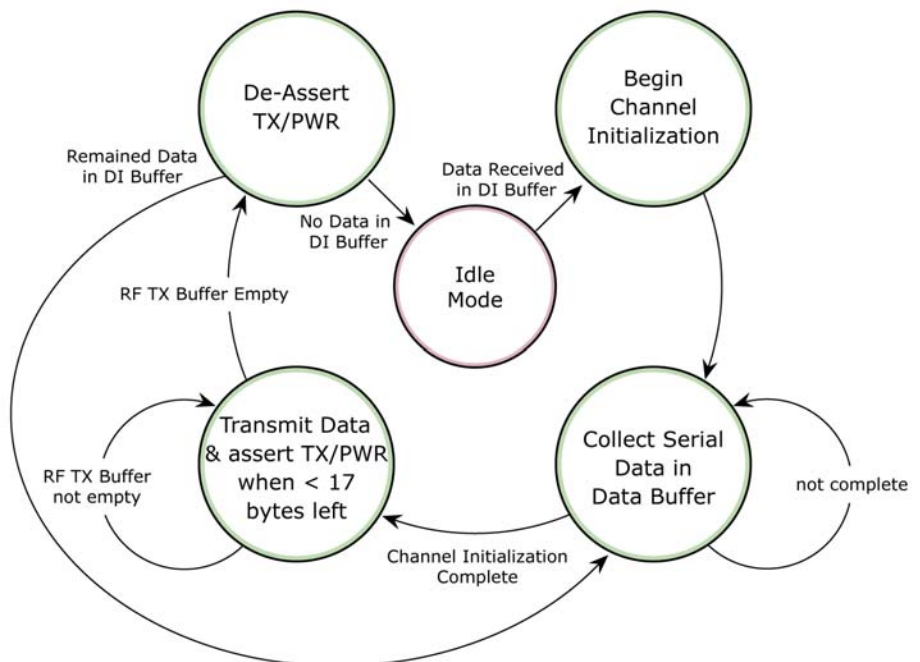 De-Assert
TX/PWR
Begin
Channel
Initialization
Remained Data
in DI Buffer
Data Received
in DI Buffer
No Data in
DI Buffer
Idle
Mode
RF TX Buffer Empty
Transmit Data
& assert TX/PWR
when < 17
bytes left
Collect Serial
Data in
Data Buffer
RF TX Buffer
not empty
not complete
Channel Initialization
Complete